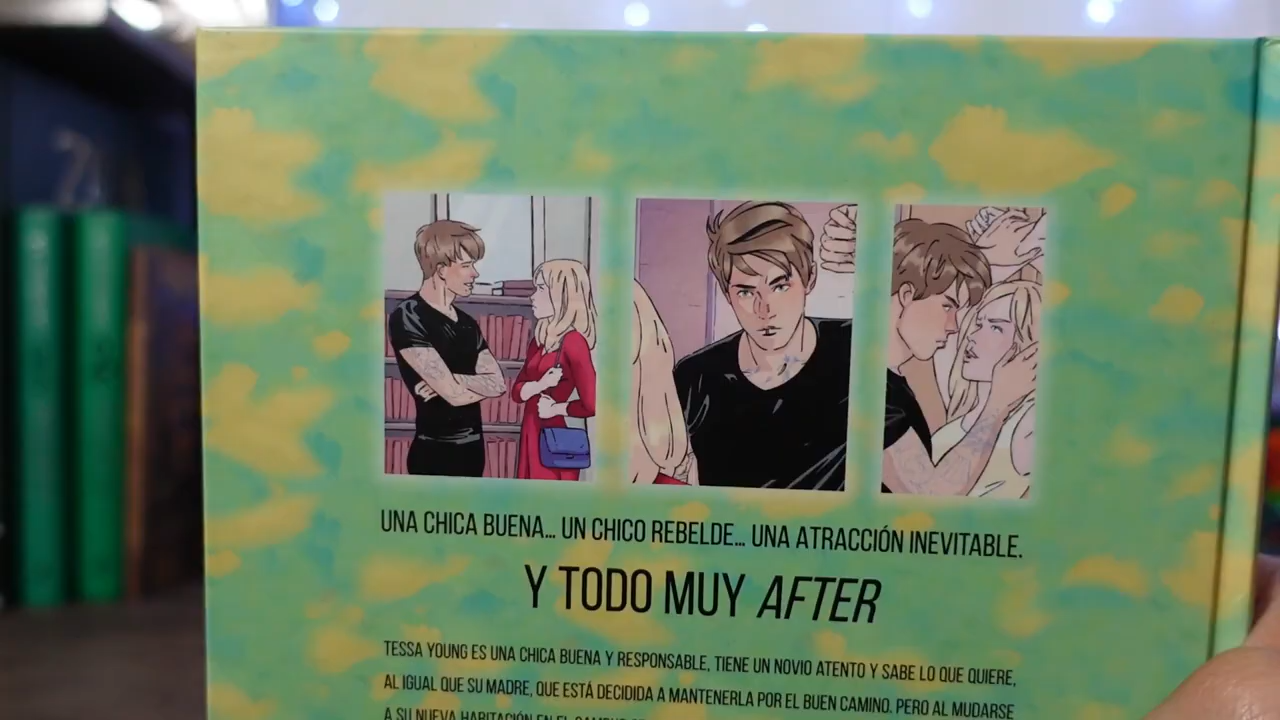 UNA CHICA BUENA... UN CHICO REBELDE... UNA ATRACCIÓN INEVITABLE.
Y TODO MUY AFTER
TESSA YOUNG ES UNA CHICA BUENA Y RESPONSABLE, TIENE UN NOVIO ATENTO Y SABE LO QUE QUIERE,
AL IGUAL QUE SU MADRE, QUE ESTÁ DECIDIDA A MANTENERLA POR EL BUEN CAMINO. PERO AL MUDARSE
A SU NUEVA HABITACIÓN EN EL